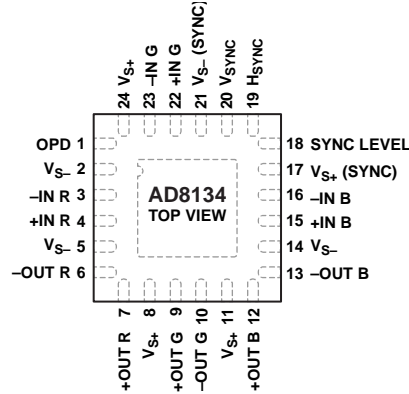 24 VS+
23 –IN G
22 +IN G
21 VS– (SYNC)
20 VSYNC
19 HSYNC
OPD 1
VS– 2
–IN R 3
+IN R 4
VS– 5
–OUT R 6
AD8134
TOP VIEW
18 SYNC LEVEL
17 VS+ (SYNC)
16 –IN B
15 +IN B
14 VS–
13 –OUT B
+OUT R 7
VS+ 8
+OUT G 9
–OUT G 10
VS+ 11
+OUT B 12